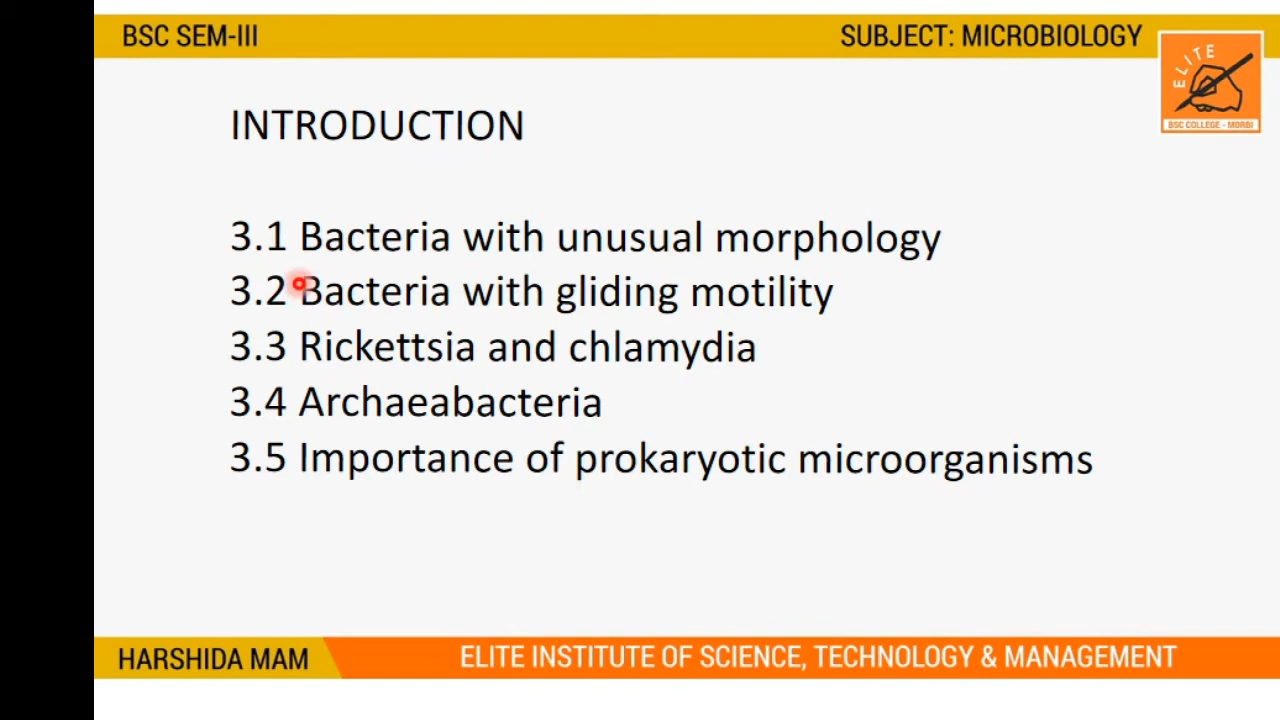 BSC SEM-III
SUBJECT: MICROBIOLOGY
ELITE
BSC COLLEGE - MORBI
INTRODUCTION
3.1 Bacteria with unusual morphology
3.2 Bacteria with gliding motility
3.3 Rickettsia and chlamydia
3.4 Archaeabacteria
3.5 Importance of prokaryotic microorganisms
HARSHIDA MAM
ELITE INSTITUTE OF SCIENCE, TECHNOLOGY & MANAGEMENT